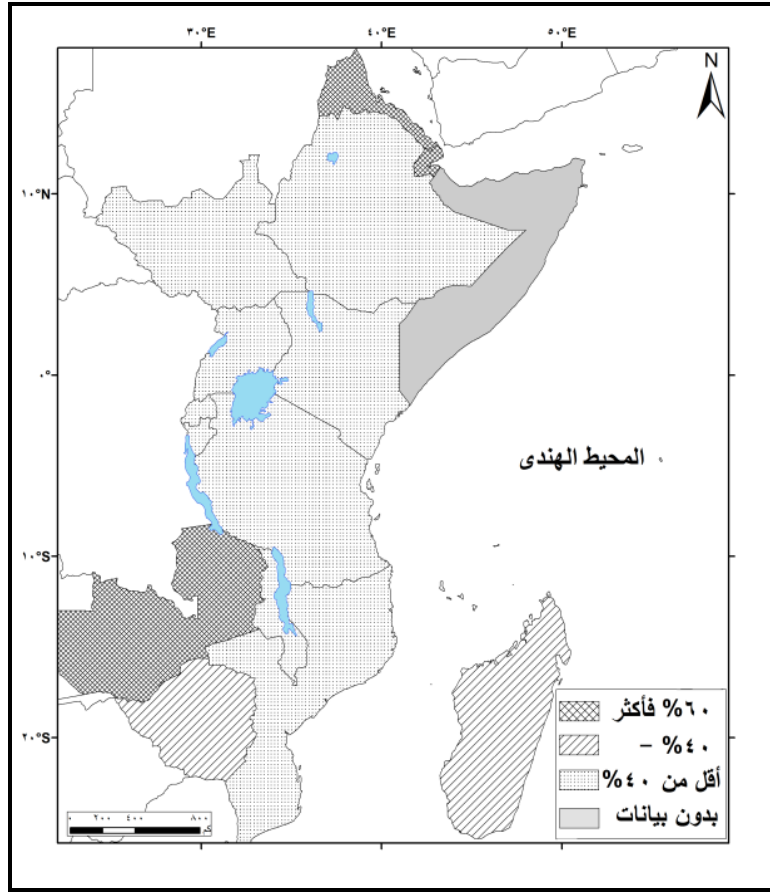 ٣٠°E ٤٠°E ٥٠°E
N
١٠°N
٠°
المحيط الهندى
١٠°S
٢٠°S
٦٠% فأكثر
٤٠% –
أقل من ٤٠%
بدون بيانات
٠ ٢٠٠ ٤٠٠ ٨٠٠